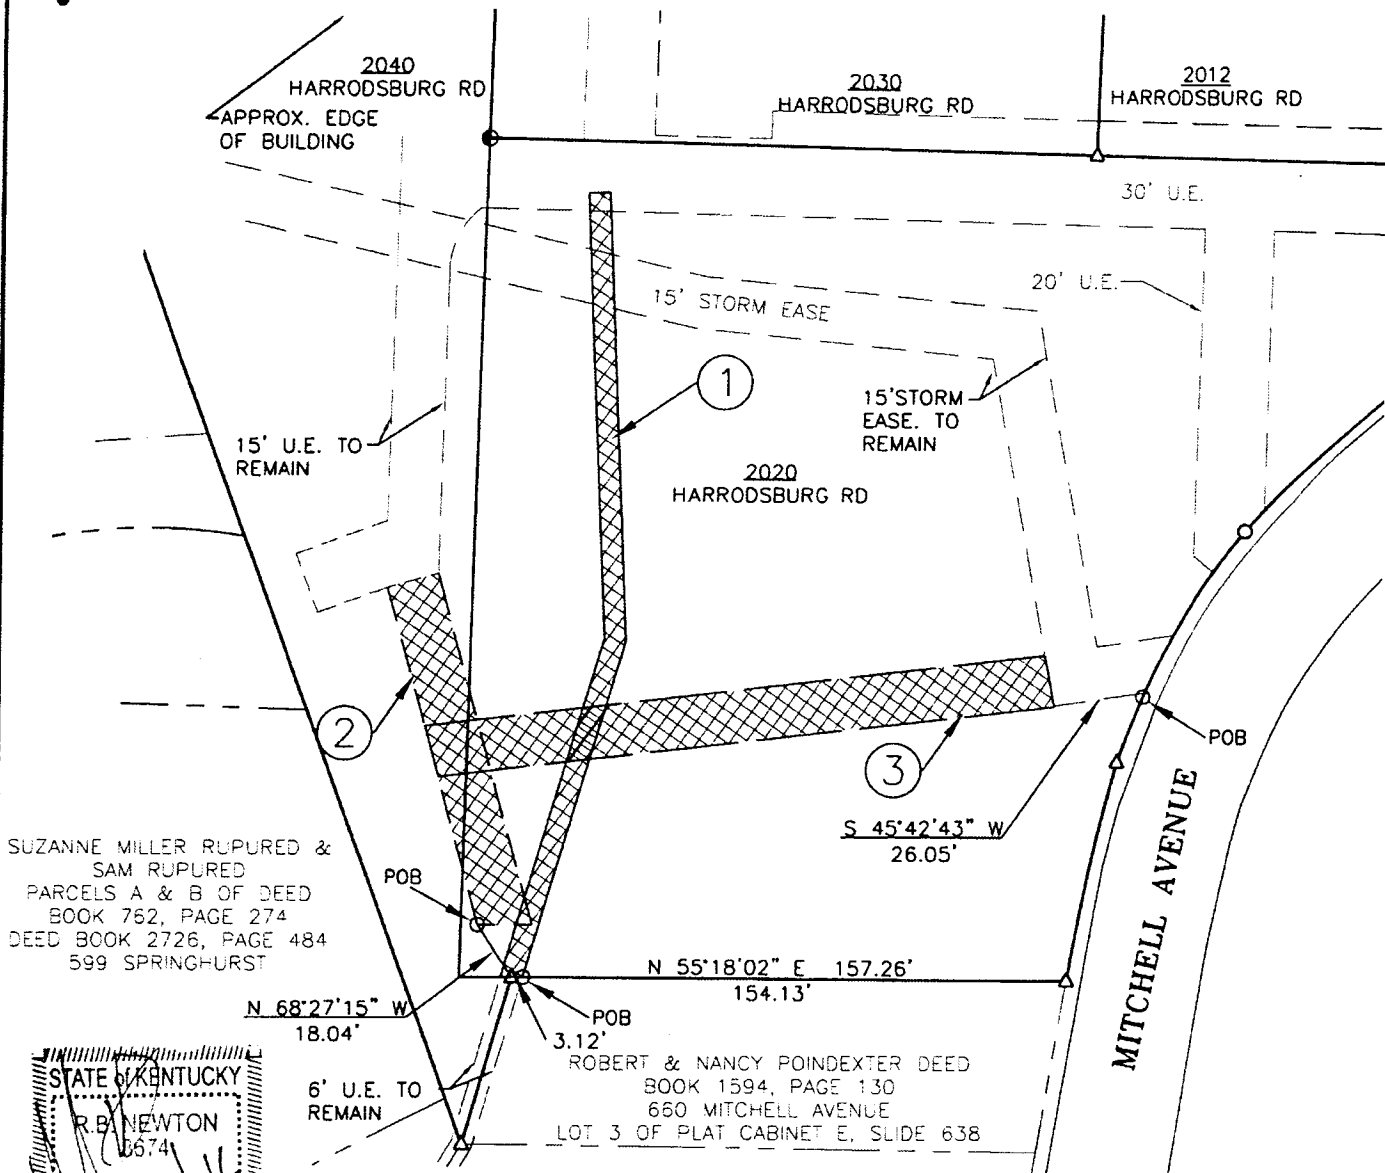 2040
HARRODSBURG RD
APPROX. EDGE
OF BUILDING
2030
HARRODSBURG RD
2012
HARRODSBURG RD
30' U.E.
20' U.E.
15' STORM EASE
1
15'STORM
EASE. TO
REMAIN
15' U.E. TO
REMAIN
2020
HARRODSBURG RD
2
3
POB
S 45°42'43" W
26.05'
MITCHELL AVENUE
SUZANNE MILLER RUPURED &
SAM RUPURED
PARCELS A & B OF DEED
BOOK 762, PAGE 274
DEED BOOK 2726, PAGE 484
599 SPRINGHURST
POB
N 68°27'15" W
18.04'
N 55°18'02" E 157.26'
154.13'
POB
3.12'
6' U.E. TO
REMAIN
ROBERT & NANCY POINDEXTER DEED
BOOK 1594, PAGE 130
660 MITCHELL AVENUE
LOT 3 OF PLAT CABINET E, SLIDE 638
STATE of KENTUCKY
R.B. NEWTON
3674